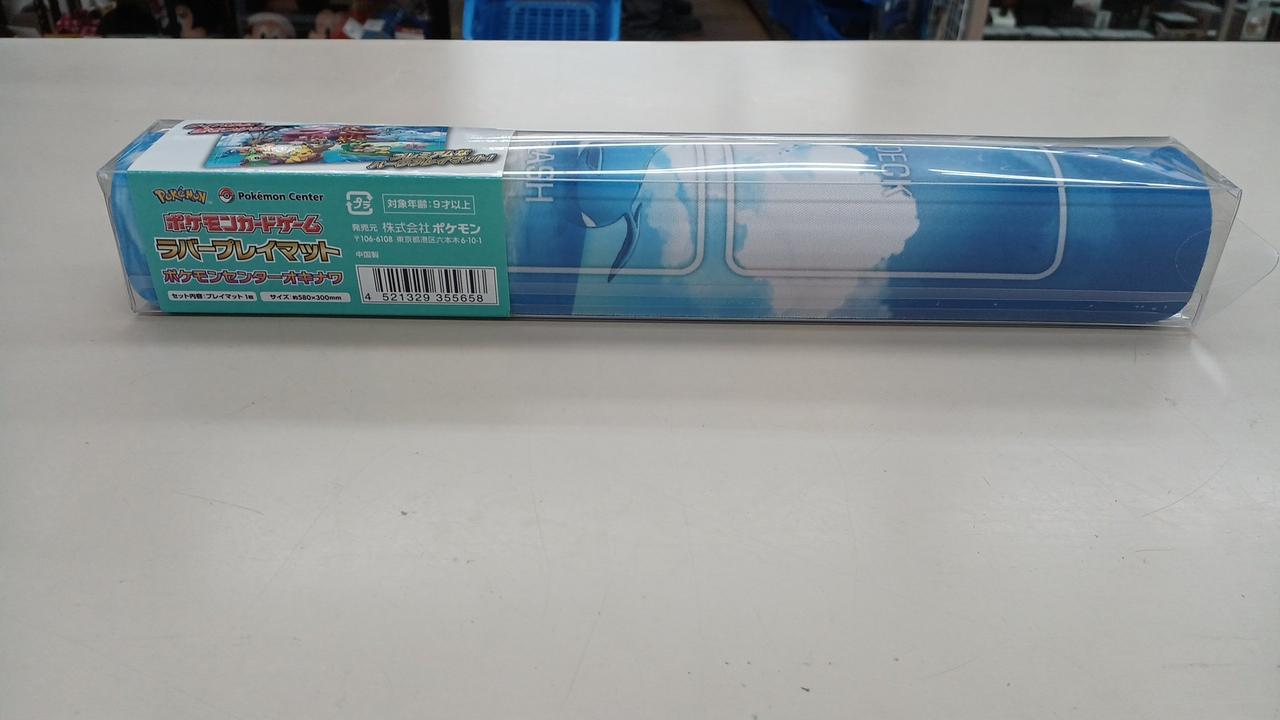 Pokémon
Pokémon Center
ポケモンカードゲーム
ラバープレイマット
ポケモンセンターオキナワ
セット内容:プレイマット1枚
サイズ:約580×300mm
プラ
対象年齢:9才以上
発売元 株式会社ポケモン
〒106-6108 東京都港区六本木6-10-1
中国製
4 521329 355658
DECK